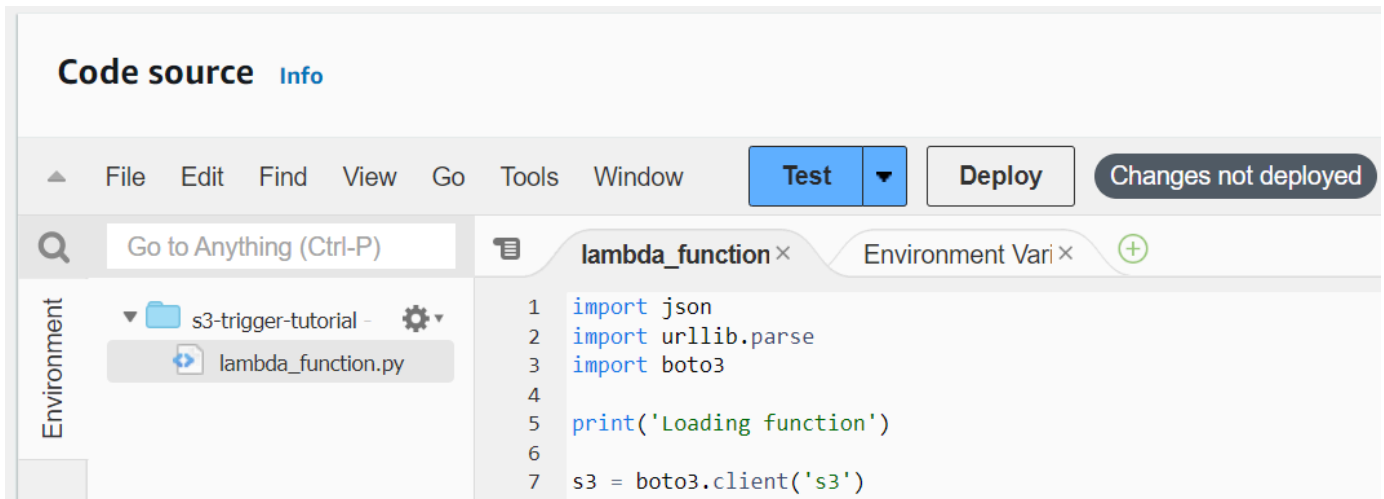 Code source Info
File Edit Find View Go Tools Window Test Deploy Changes not deployed
Go to Anything (Ctrl-P)
lambda_function × Environment Vari ×
Environment
s3-trigger-tutorial -
lambda_function.py
1 import json
2 import urllib.parse
3 import boto3
4
5 print('Loading function')
6
7 s3 = boto3.client('s3')